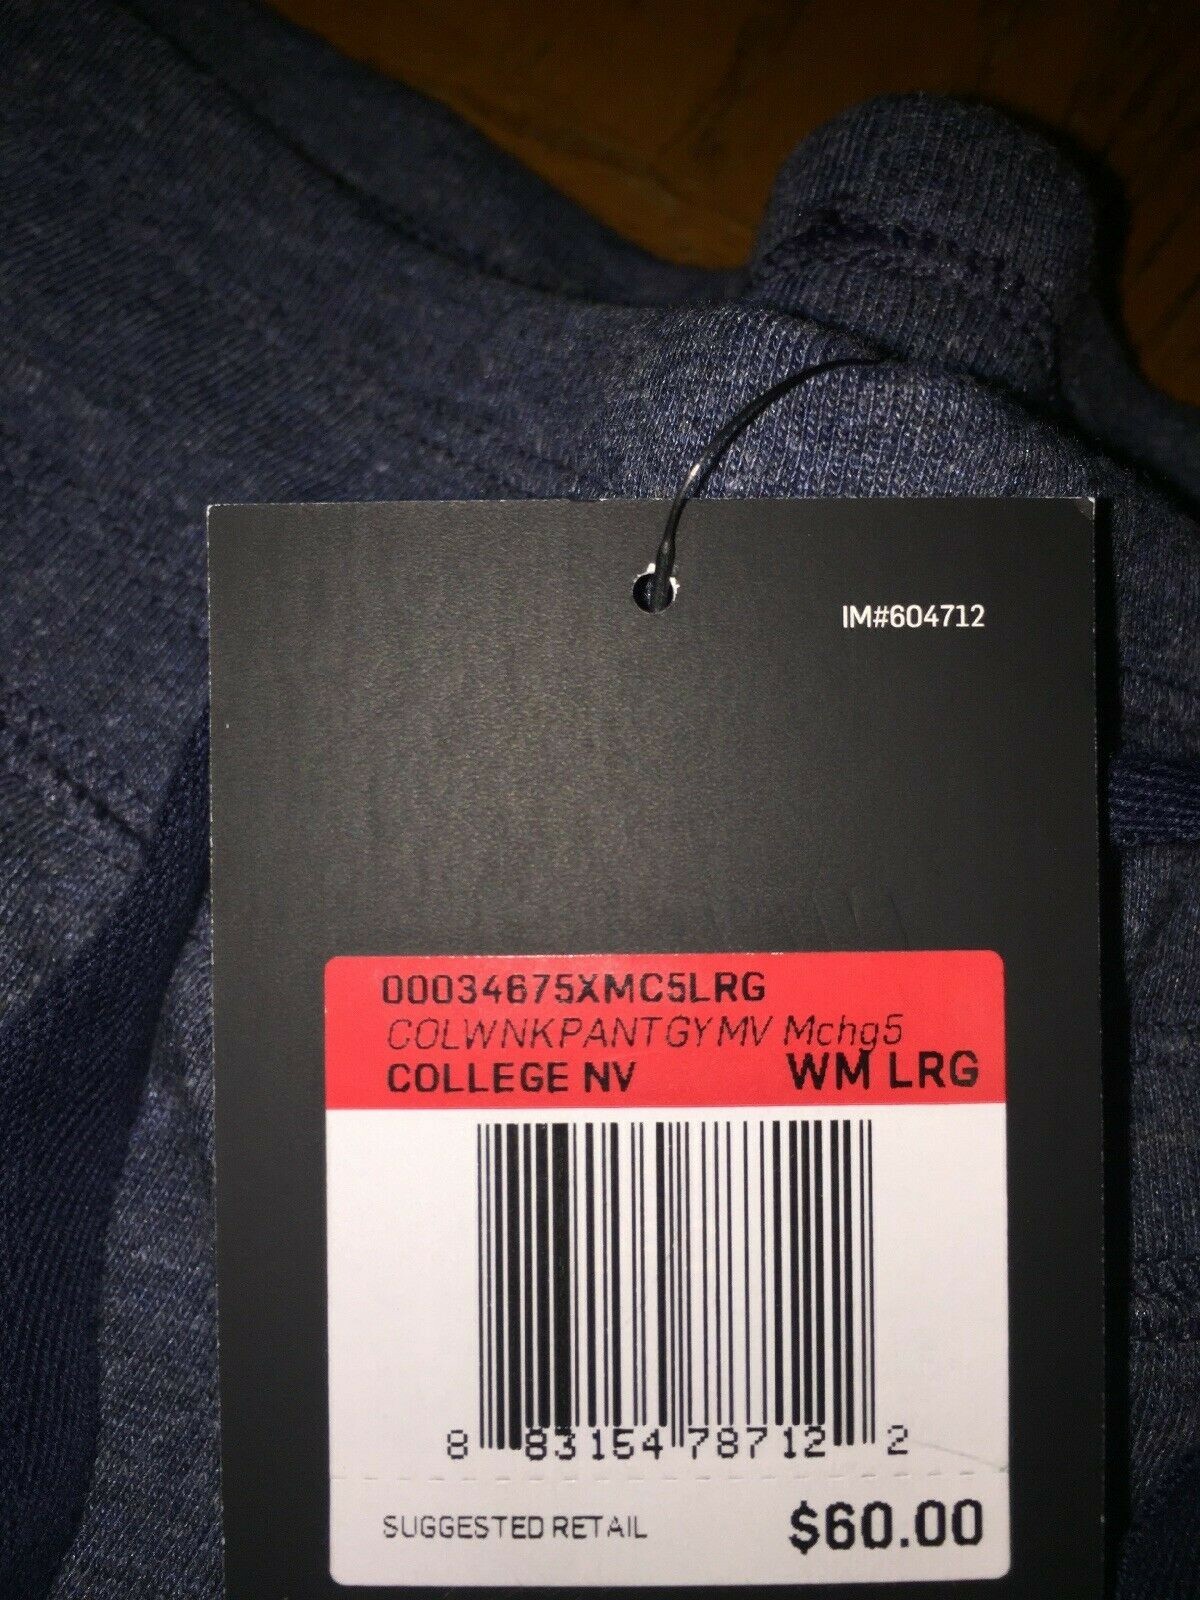 IM#604712
00034675XMC5LRG
COLWNKPANTGYMV Mchg5
COLLEGE NV WM LRG
8 83154 78712 2
SUGGESTED RETAIL $60.00